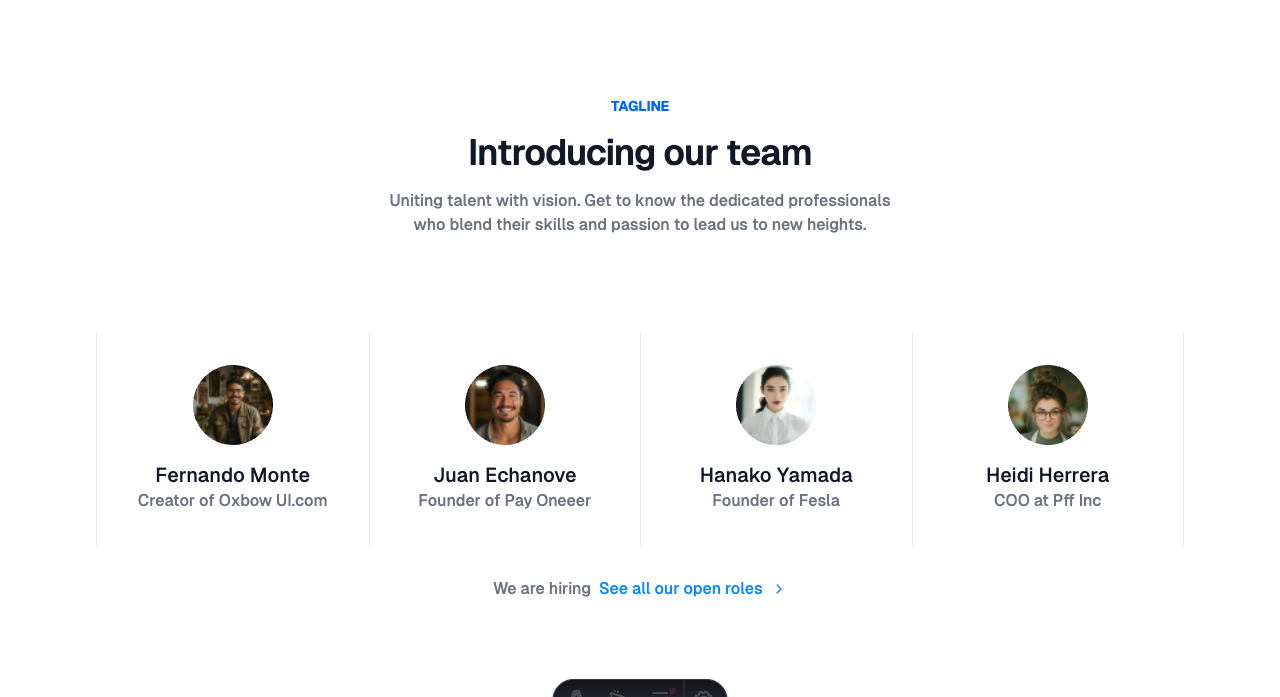 TAGLINE
Introducing our team
Uniting talent with vision. Get to know the dedicated professionals
who blend their skills and passion to lead us to new heights.
Fernando Monte
Creator of Oxbow UI.com
Juan Echanove
Founder of Pay Oneeer
Hanako Yamada
Founder of Fesla
Heidi Herrera
COO at Pff Inc
We are hiring See all our open roles